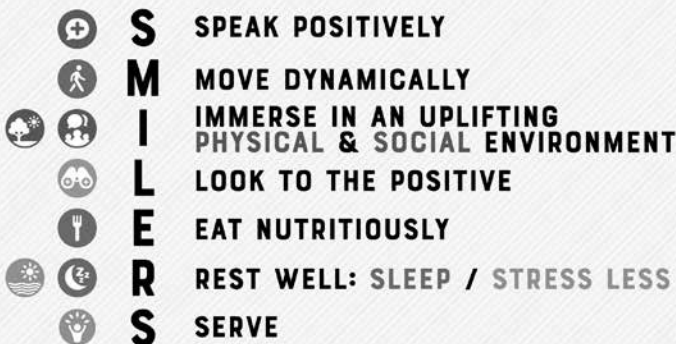 S SPEAK POSITIVELY
M MOVE DYNAMICALLY
I IMMERSE IN AN UPLIFTING
PHYSICAL & SOCIAL ENVIRONMENT
L LOOK TO THE POSITIVE
E EAT NUTRITIOUSLY
R REST WELL: SLEEP / STRESS LESS
S SERVE